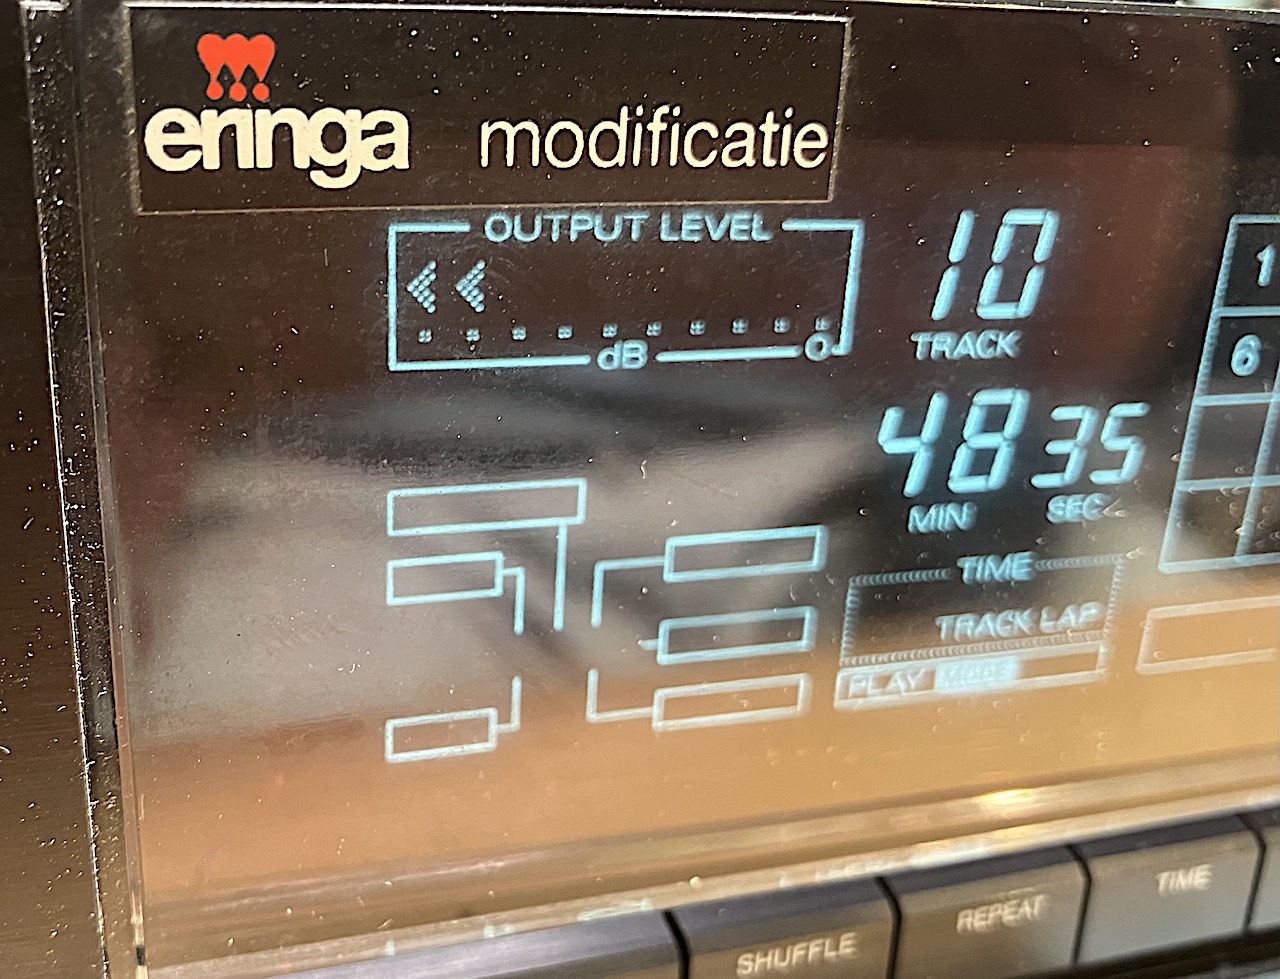 eringa modificatie
OUTPUT LEVEL
dB 0
10
TRACK
48 35
MIN SEC
TIME
TRACK LAP
PLAY MODE
1
6
SHUFFLE
REPEAT
TIME